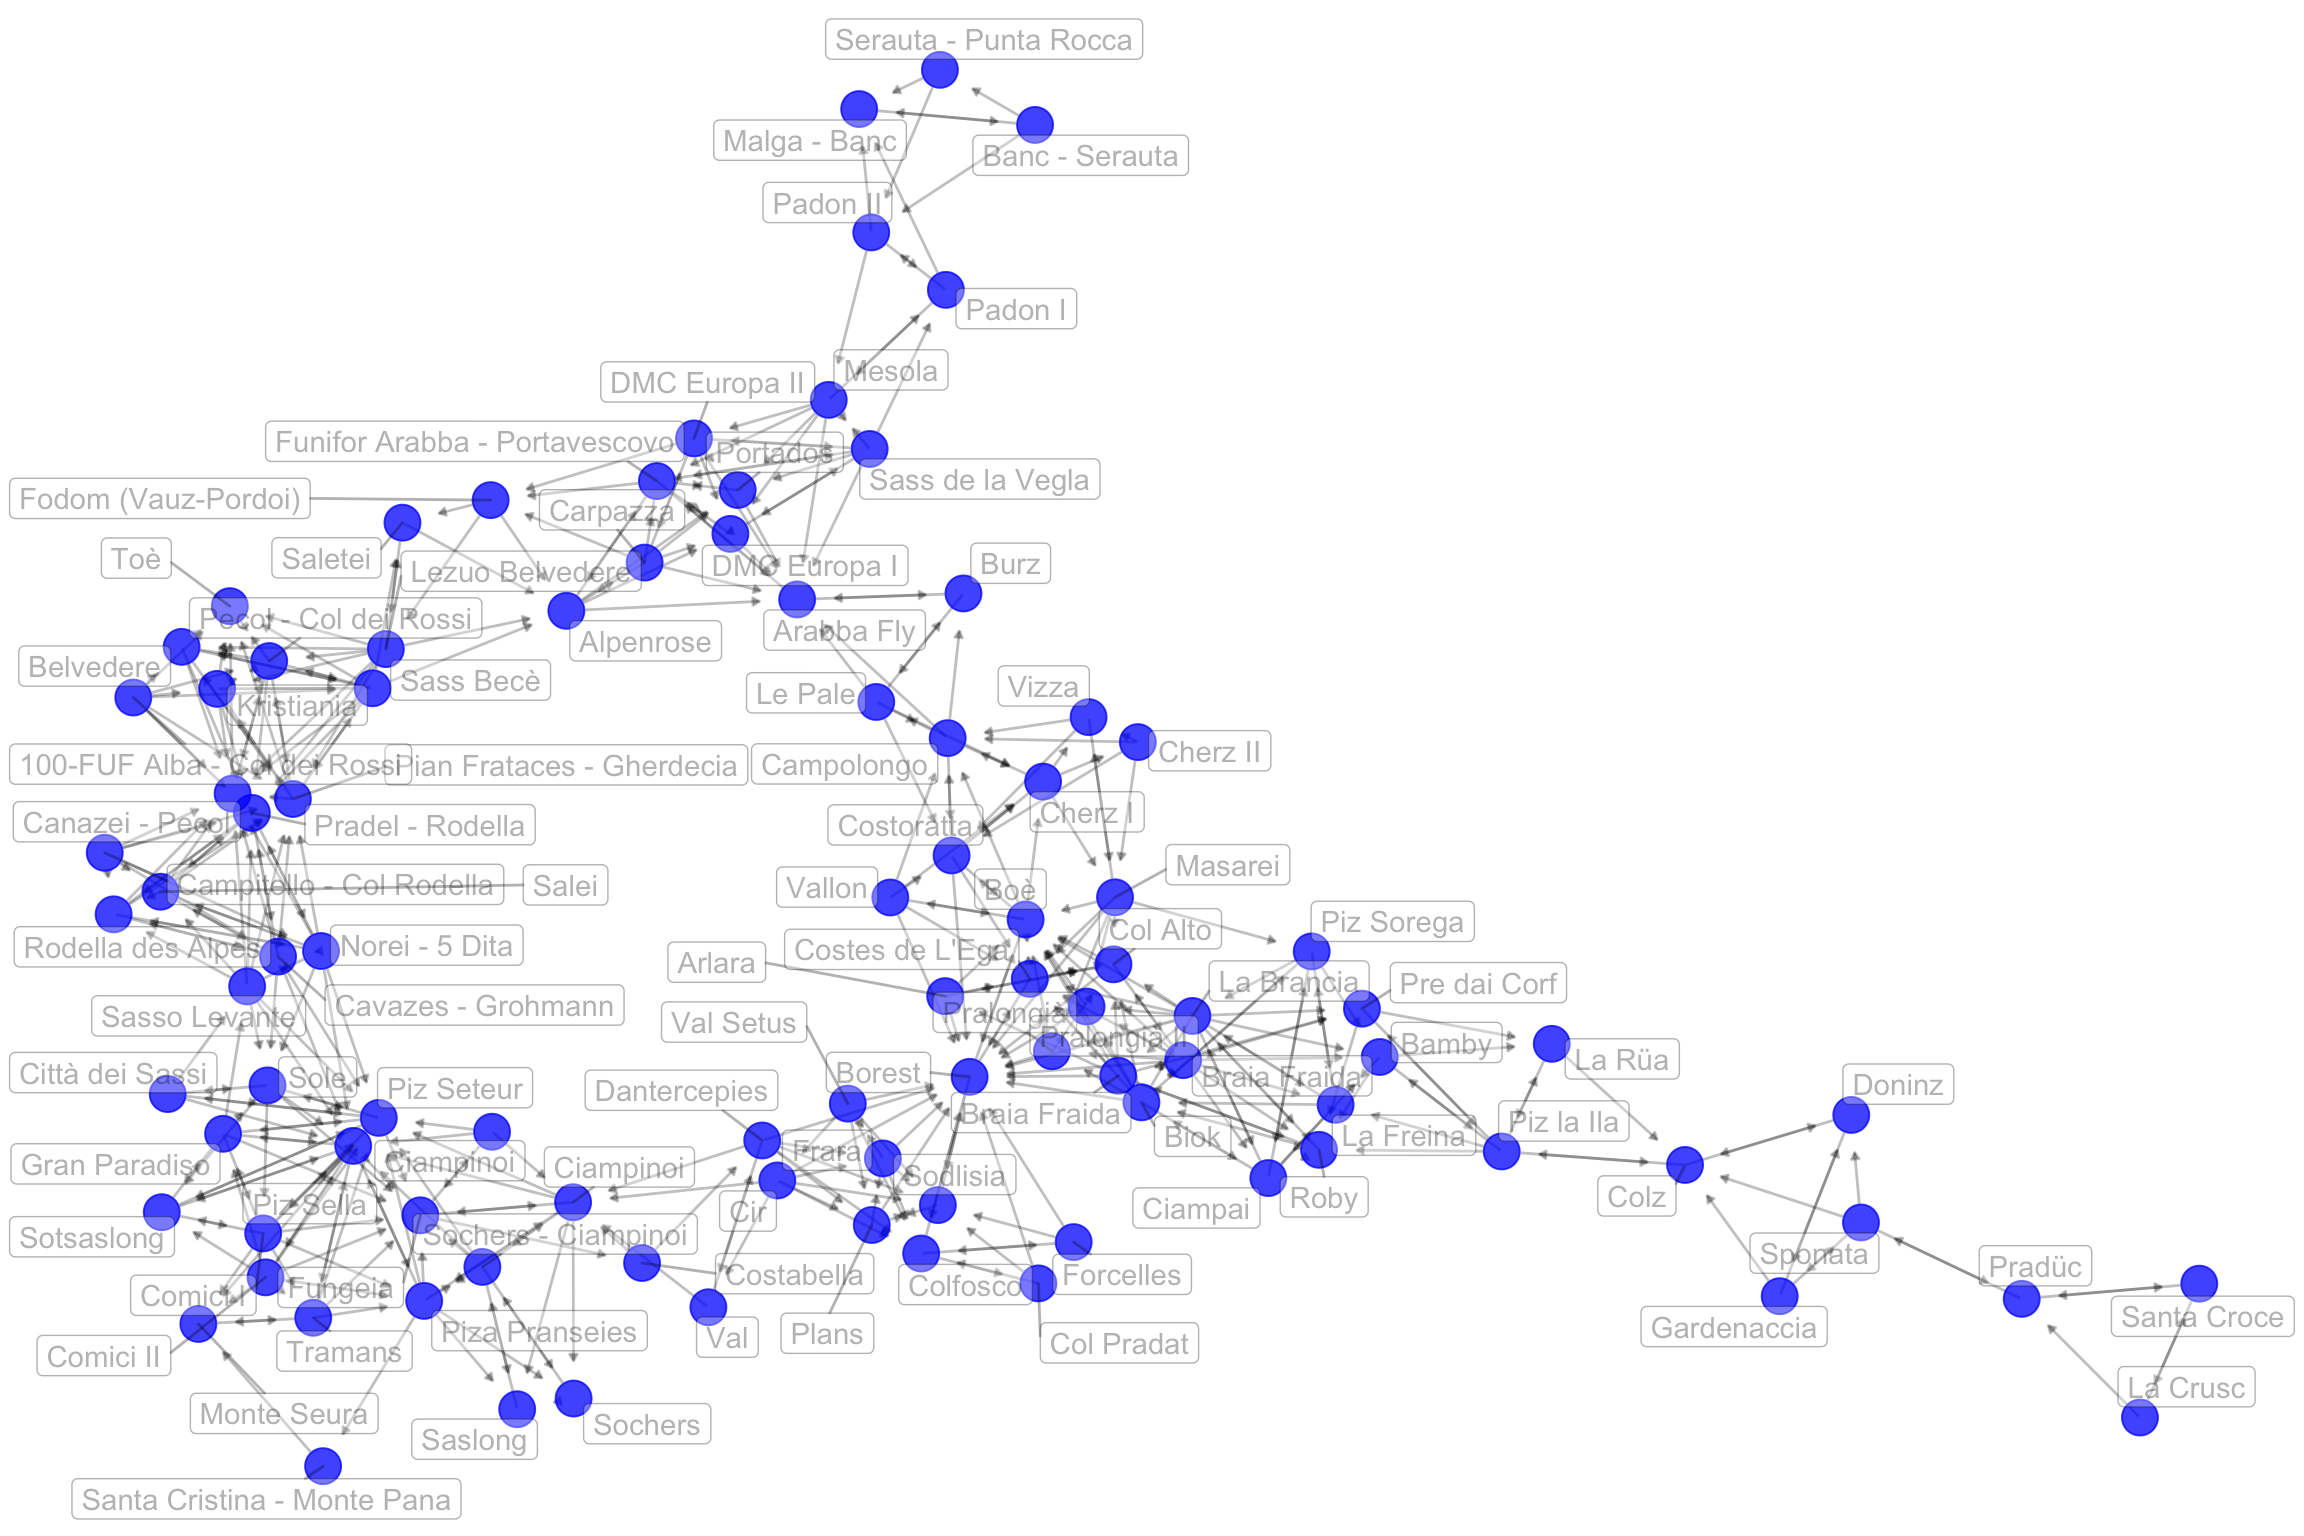 Serauta - Punta Rocca
Malga - Banc
Banc - Serauta
Padon II
Padon I
Mesola
DMC Europa II
Funifor Arabba - Portavescovo
Portados
Sass de la Vegla
Fodom (Vauz-Pordoi)
Carpazza
Saletei
Toè
Lezuo Belvedere
DMC Europa I
Burz
Pecol - Col dei Rossi
Arabba Fly
Alpenrose
Belvedere
Sass Becè
Kristiania
Le Pale
Vizza
100-FUF Alba - Col dei Rossi
Pian Frataces - Gherdecia
Campolongo
Cherz II
Cherz I
Canazei - Pecol
Pradel - Rodella
Costoratta
Masarei
Campitello - Col Rodella
Salei
Vallon
Boè
Rodella des Alpes
Norei - 5 Dita
Costes de L'Ega
Col Alto
Piz Sorega
Arlara
La Brancia
Pre dai Corf
Sasso Levante
Cavazes - Grohmann
Val Setus
Pralongià
Pralongià II
Bamby
La Rüa
Città dei Sassi
Sole
Piz Seteur
Dantercepies
Borest
Braia Fraida
Braia Fraida
Doninz
Biok
La Freina
Piz la Ila
Gran Paradiso
Ciampinoi
Ciampinoi
Frara
Sodlisia
Ciampai
Roby
Colz
Piz Sella
Sotsaslong
Sochers - Ciampinoi
Cir
Costabella
Colfosco
Forcelles
Sponata
Pradüc
Comici I
Fungeia
Comici II
Tramans
Piza Pranseies
Val
Plans
Col Pradat
Gardenaccia
Santa Croce
La Crusc
Monte Seura
Saslong
Sochers
Santa Cristina - Monte Pana